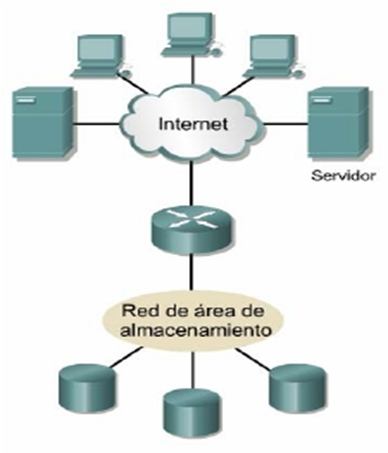 Internet
Servidor
Red de área de
almacenamiento